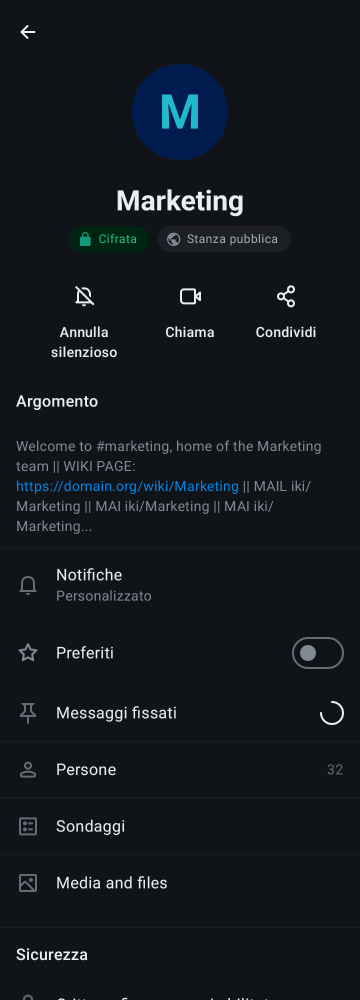 M
Marketing
Cifrata
Stanza pubblica
Annulla
silenzioso
Chiama
Condividi
Argomento
Welcome to #marketing, home of the Marketing
team || WIKI PAGE:
https://domain.org/wiki/Marketing || MAIL iki/
Marketing || MAI iki/Marketing || MAI iki/
Marketing...
Notifiche
Personalizzato
Preferiti
Messaggi fissati
Persone 32
Sondaggi
Media and files
Sicurezza